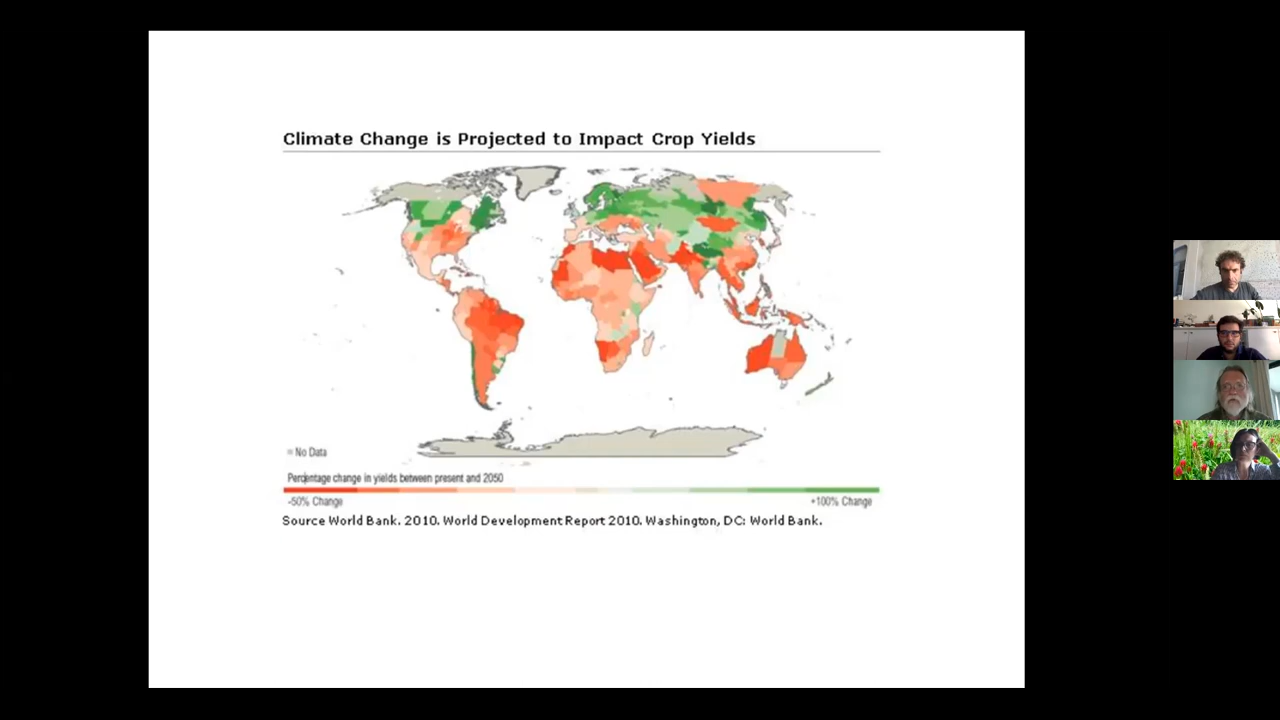 Climate Change is Projected to Impact Crop Yields
No Data
Percentage change in yields between present and 2050
-50% Change
+100% Change
Source World Bank. 2010. World Development Report 2010. Washington, DC: World Bank.